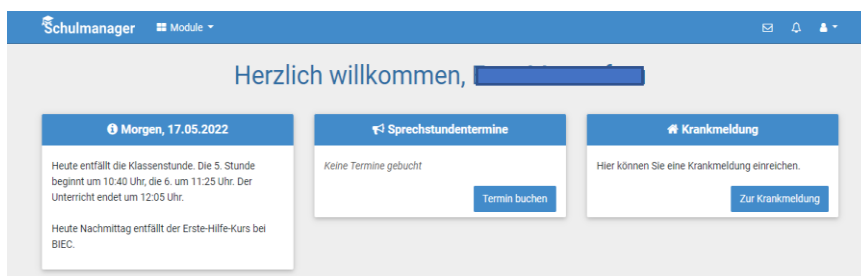 Schulmanager Module
Herzlich willkommen,
Morgen, 17.05.2022
Heute entfällt die Klassenstunde. Die 5. Stunde
beginnt um 10:40 Uhr, die 6. um 11:25 Uhr. Der
Unterricht endet um 12:05 Uhr.
Heute Nachmittag entfällt der Erste-Hilfe-Kurs bei
BIEC.
Sprechstundentermine
Keine Termine gebucht
Termin buchen
Krankmeldung
Hier können Sie eine Krankmeldung einreichen.
Zur Krankmeldung